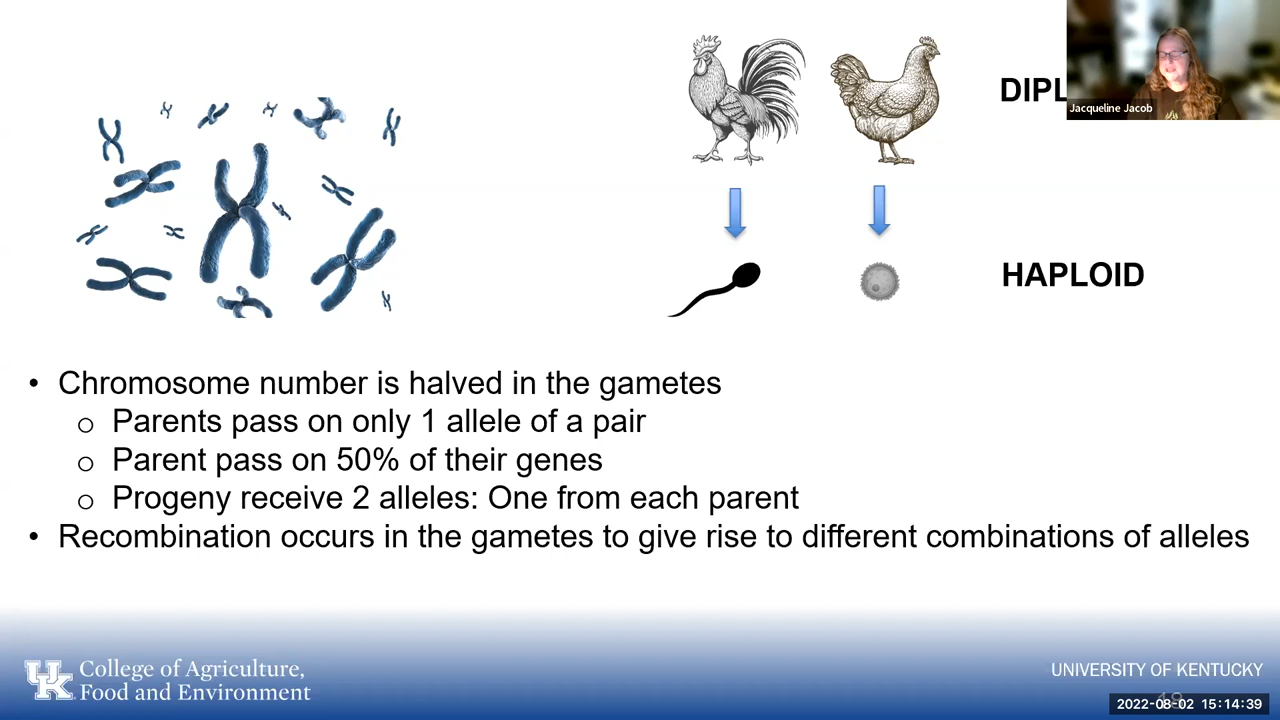 DIPL
Jacqueline Jacob
HAPLOID
• Chromosome number is halved in the gametes
o Parents pass on only 1 allele of a pair
o Parent pass on 50% of their genes
o Progeny receive 2 alleles: One from each parent
• Recombination occurs in the gametes to give rise to different combinations of alleles
UK
College of Agriculture,
Food and Environment
UNIVERSITY OF KENTUCKY
2022-08-02 15:14:39